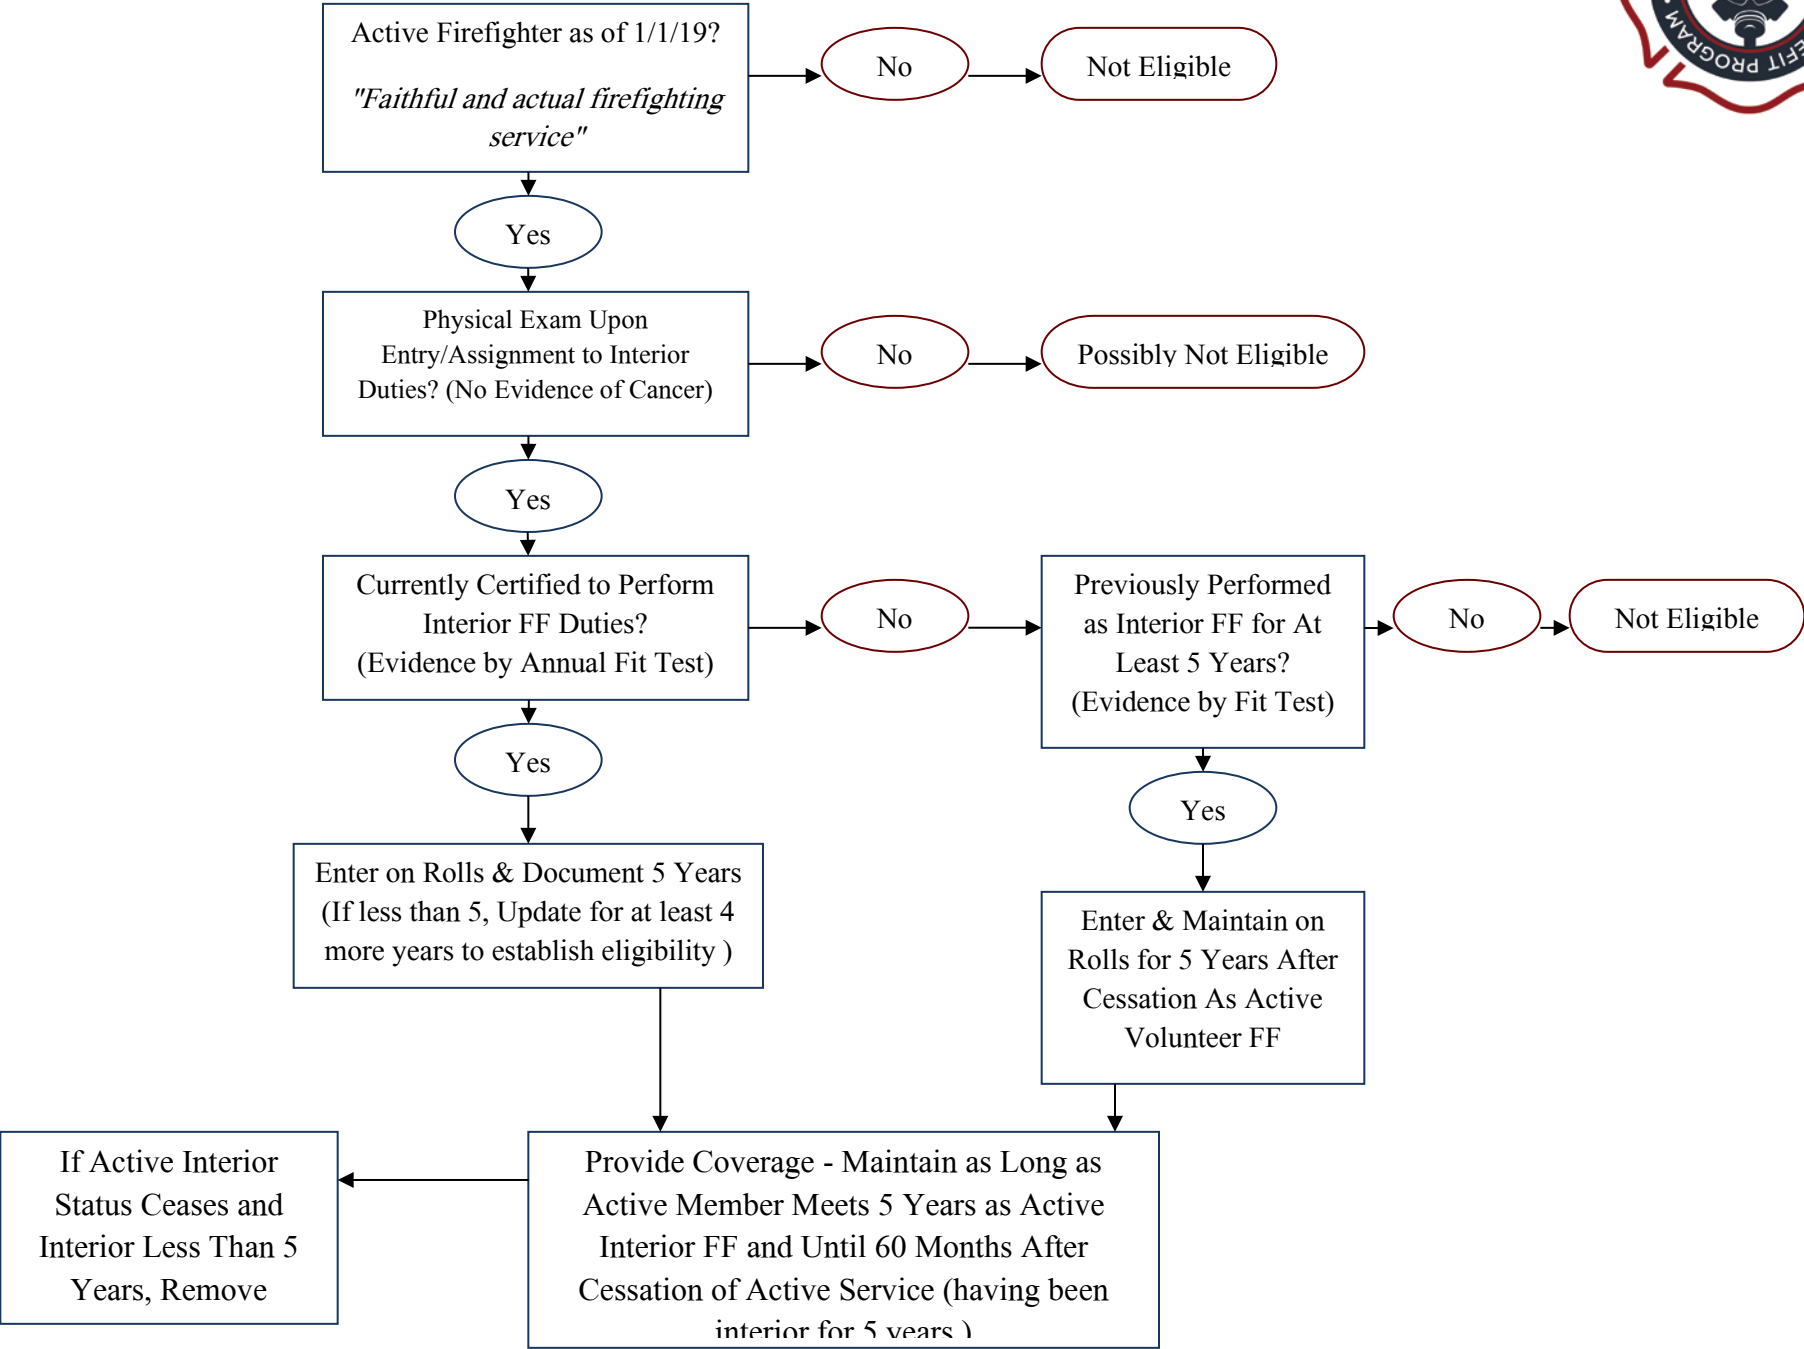 Active Firefighter as of 1/1/19?
"Faithful and actual firefighting
service"
No
Not Eligible
PROGRAM
Yes
Physical Exam Upon
Entry/Assignment to Interior
Duties? (No Evidence of Cancer)
No
Possibly Not Eligible
Yes
Currently Certified to Perform
Interior FF Duties?
(Evidence by Annual Fit Test)
No
Previously Performed
as Interior FF for At
Least 5 Years?
(Evidence by Fit Test)
No
Not Eligible
Yes
Yes
Enter on Rolls & Document 5 Years
(If less than 5, Update for at least 4
more years to establish eligibility )
Enter & Maintain on
Rolls for 5 Years After
Cessation As Active
Volunteer FF
If Active Interior
Status Ceases and
Interior Less Than 5
Years, Remove
Provide Coverage - Maintain as Long as
Active Member Meets 5 Years as Active
Interior FF and Until 60 Months After
Cessation of Active Service (having been
interior for 5 years )